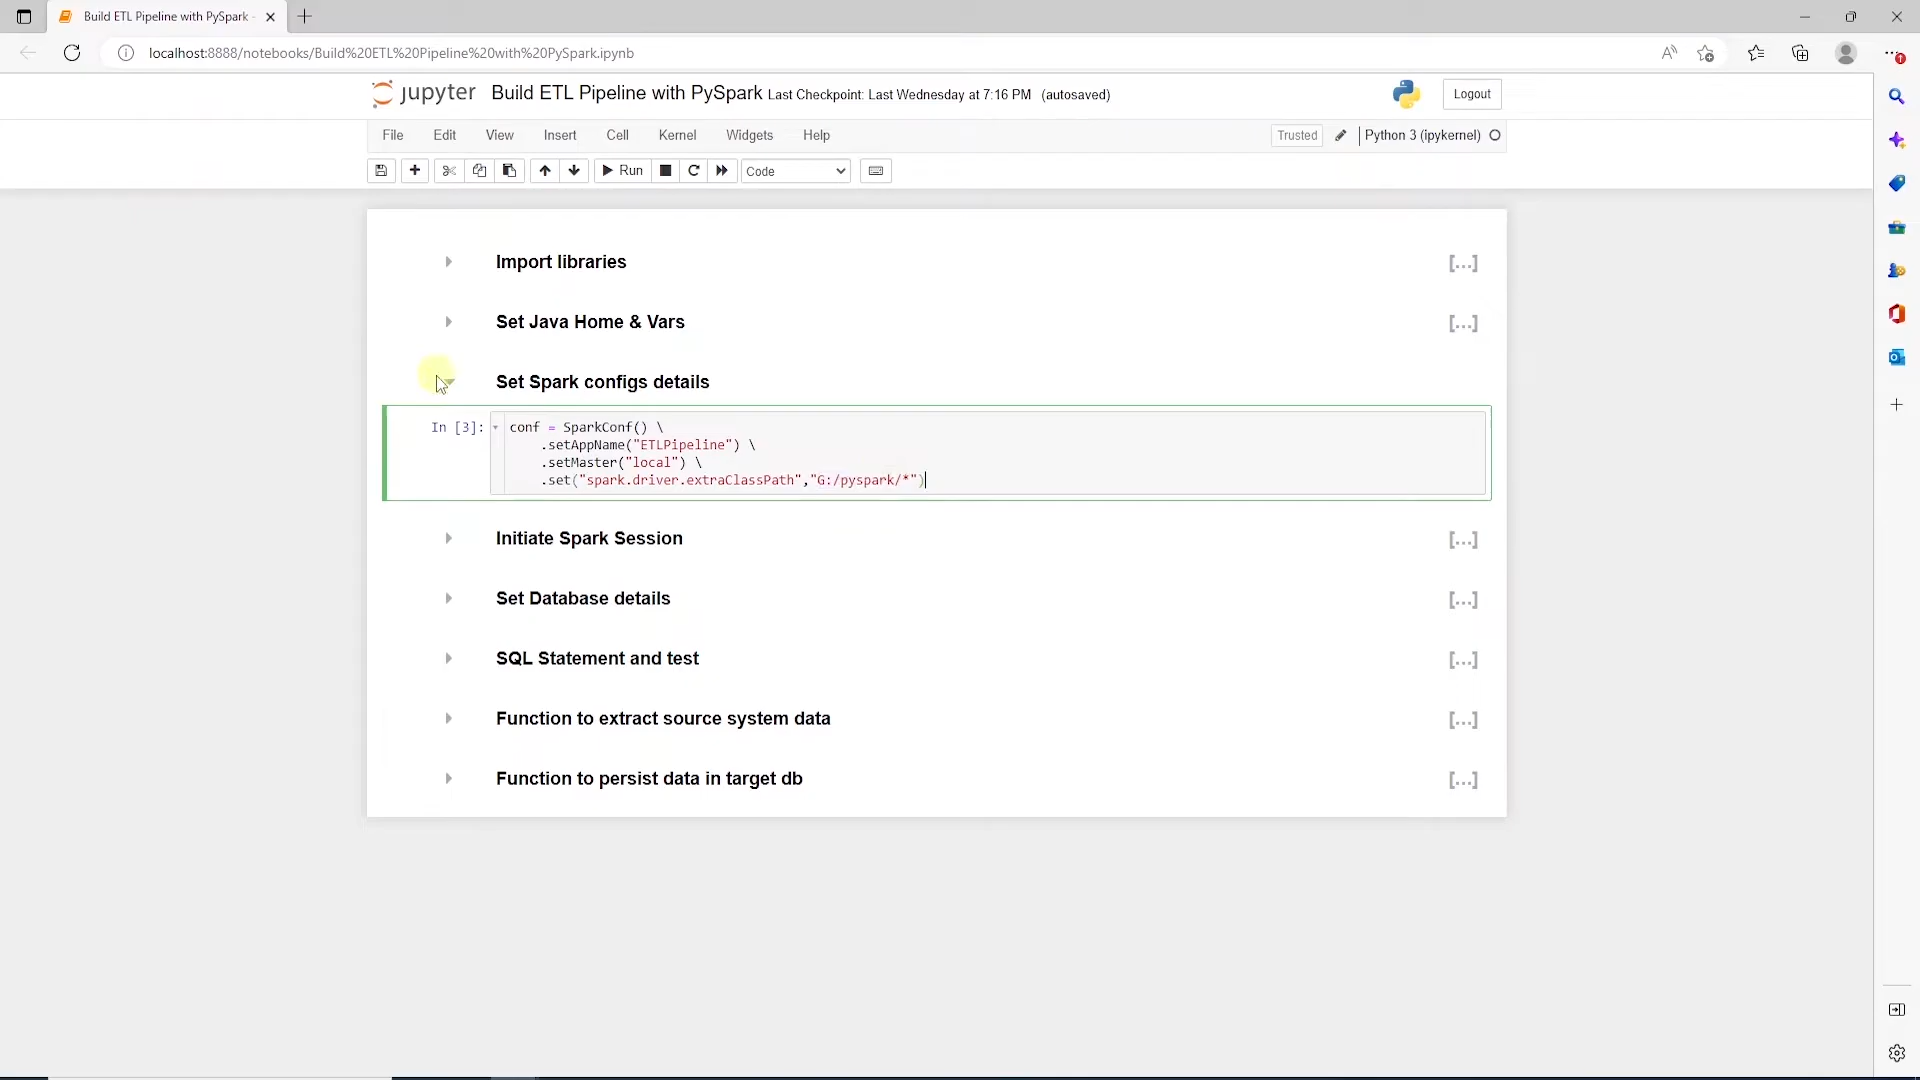 Build ETL Pipeline with PySpark -
localhost:8888/notebooks/Build%20ETL%20Pipeline%20with%20PySpark.ipynb
jupyter Build ETL Pipeline with PySpark Last Checkpoint: Last Wednesday at 7:16 PM (autosaved)
Logout
File Edit View Insert Cell Kernel Widgets Help
Trusted Python 3 (ipykernel)
Run Code
Import libraries [...]
Set Java Home & Vars [...]
Set Spark configs details
In [3]: conf = SparkConf() \
.setAppName("ETLPipeline") \
.setMaster("local") \
.set("spark.driver.extraClassPath","G:/pyspark/*")
Initiate Spark Session [...]
Set Database details [...]
SQL Statement and test [...]
Function to extract source system data [...]
Function to persist data in target db [...]